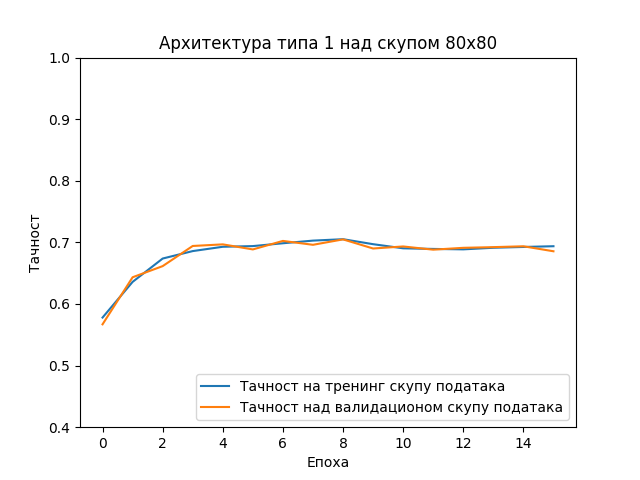 Архитектура типа 1 над скупом 80x80
1.0
0.9
0.8
0.7
0.6
0.5
0.4
Тачност
Тачност на тренинг скупу података
Тачност над валидационом скупу података
0 2 4 6 8 10 12 14
Епоха